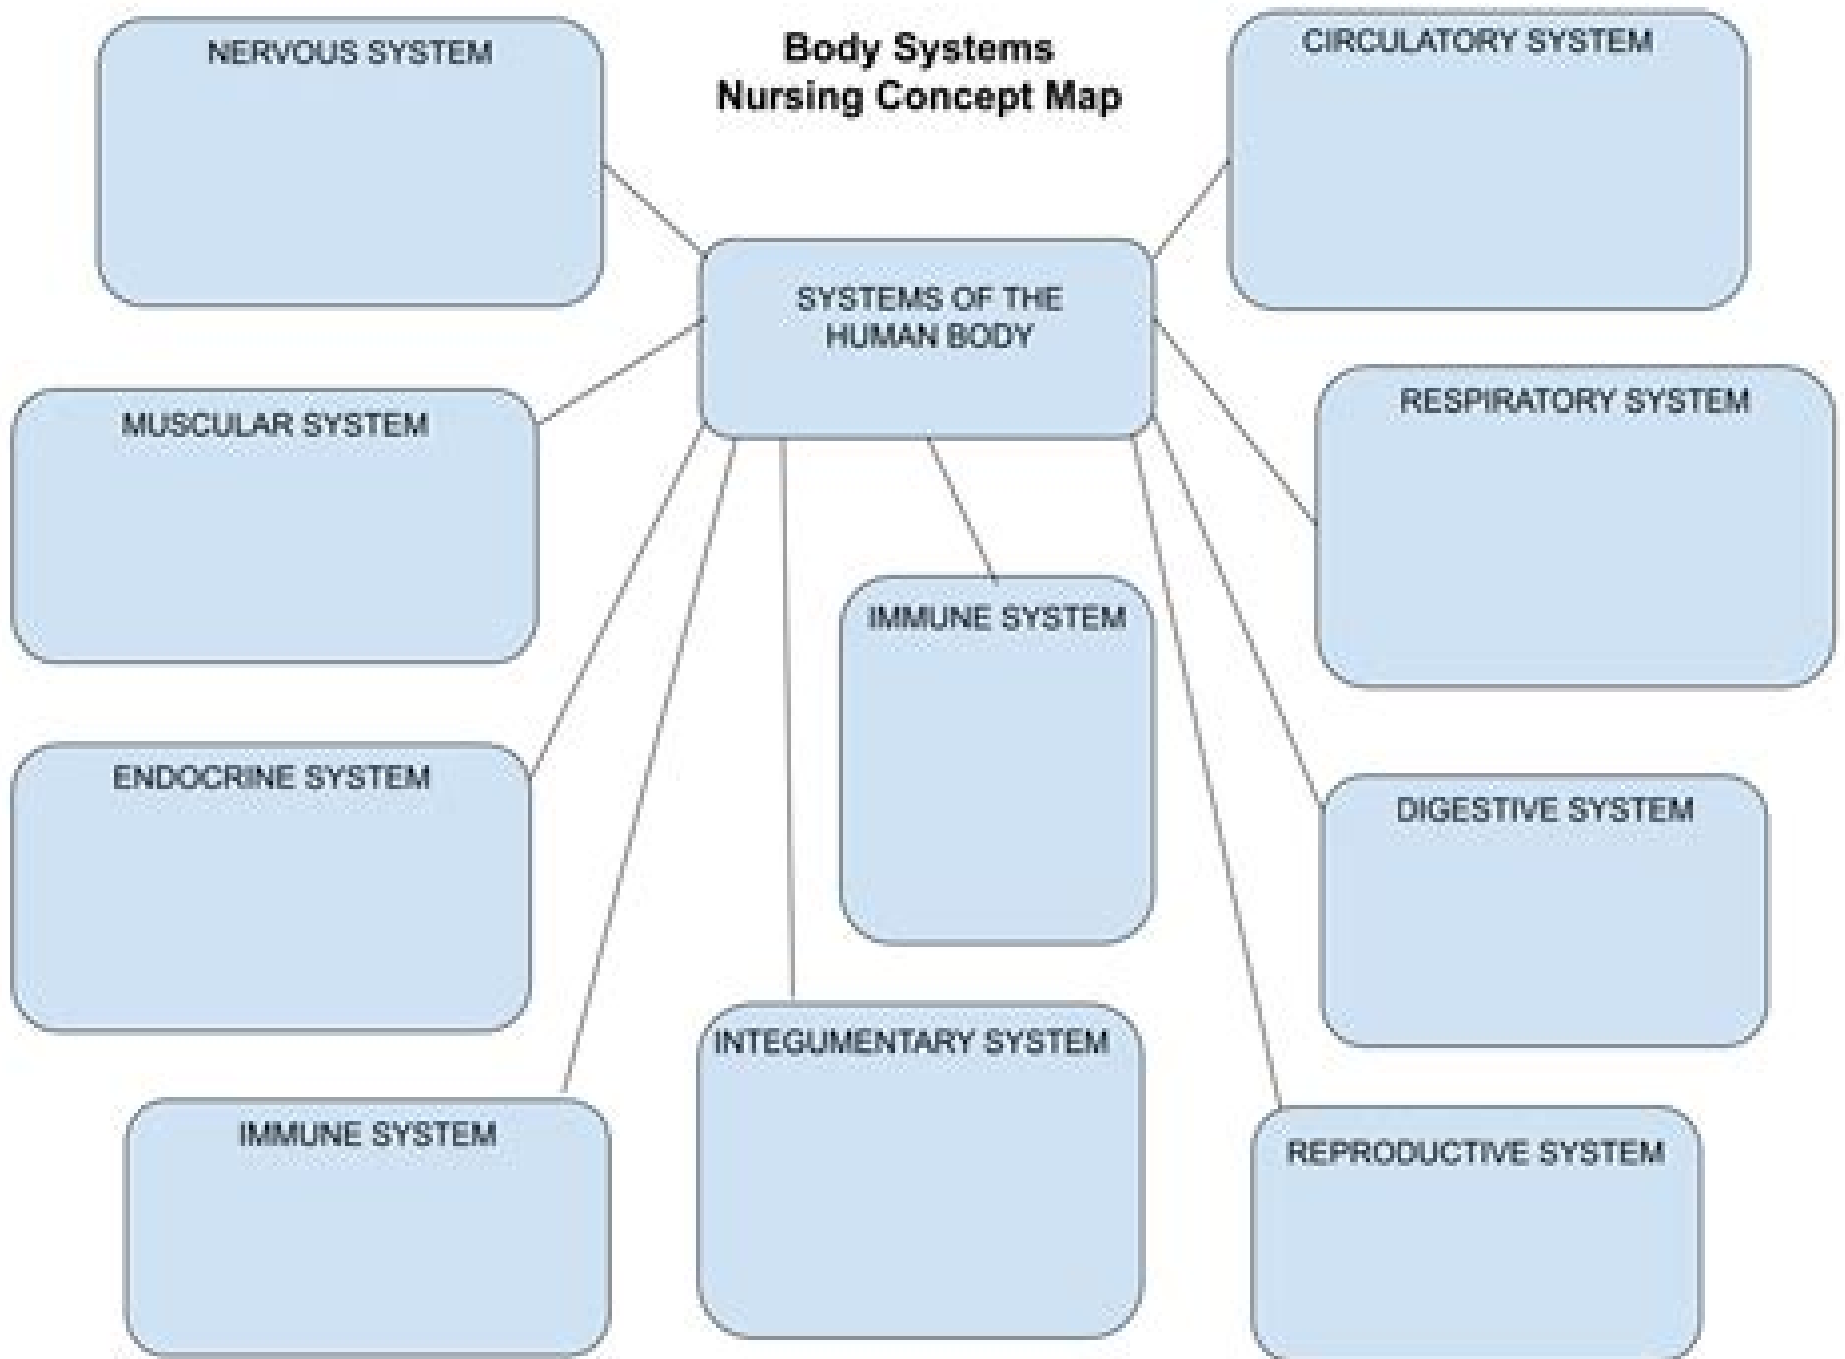 Body Systems
Nursing Concept Map
NERVOUS SYSTEM
CIRCULATORY SYSTEM
SYSTEMS OF THE
HUMAN BODY
MUSCULAR SYSTEM
RESPIRATORY SYSTEM
IMMUNE SYSTEM
ENDOCRINE SYSTEM
DIGESTIVE SYSTEM
INTEGUMENTARY SYSTEM
IMMUNE SYSTEM
REPRODUCTIVE SYSTEM